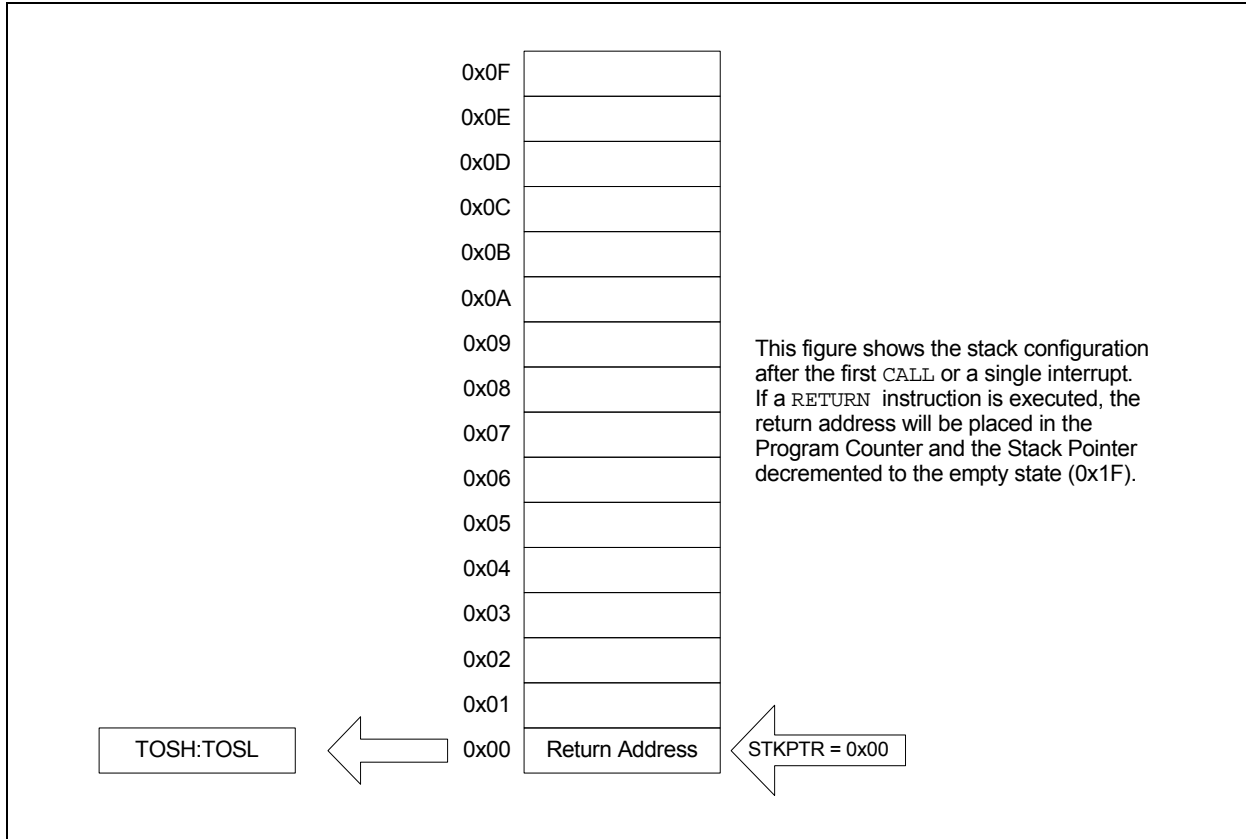 0x0F
0x0E
0x0D
0x0C
0x0B
0x0A
0x09
0x08
0x07
0x06
0x05
0x04
0x03
0x02
0x01
0x00
This figure shows the stack configuration
after the first CALL or a single interrupt.
If a RETURN instruction is executed, the
return address will be placed in the
Program Counter and the Stack Pointer
decremented to the empty state (0x1F).
TOSH:TOSL
Return Address
STKPTR = 0x00